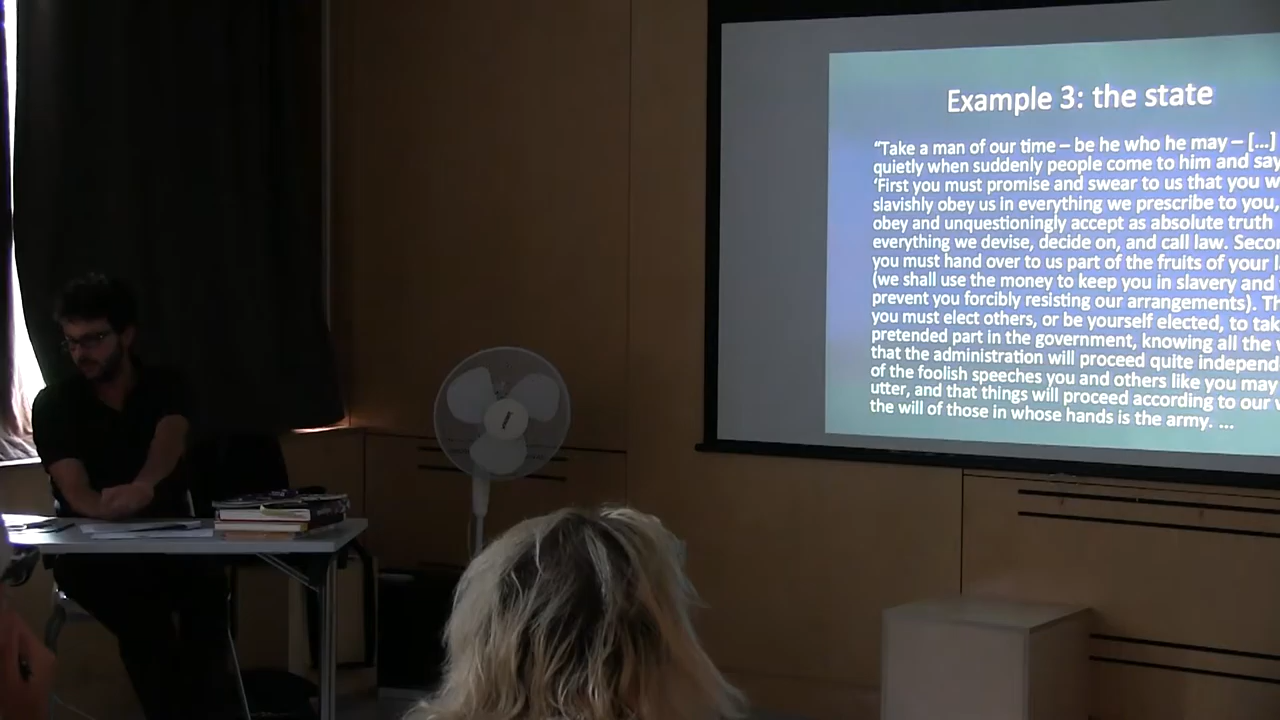 Example 3: the state
“Take a man of our time – be he who he may – [...]
quietly when suddenly people come to him and say
‘First you must promise and swear to us that you w
slavishly obey us in everything we prescribe to you,
obey and unquestioningly accept as absolute truth
everything we devise, decide on, and call law. Secon
you must hand over to us part of the fruits of your l
(we shall use the money to keep you in slavery and
prevent you forcibly resisting our arrangements). Th
you must elect others, or be yourself elected, to tak
pretended part in the government, knowing all the w
that the administration will proceed quite independ
of the foolish speeches you and others like you may
utter, and that things will proceed according to our w
the will of those in whose hands is the army. ...